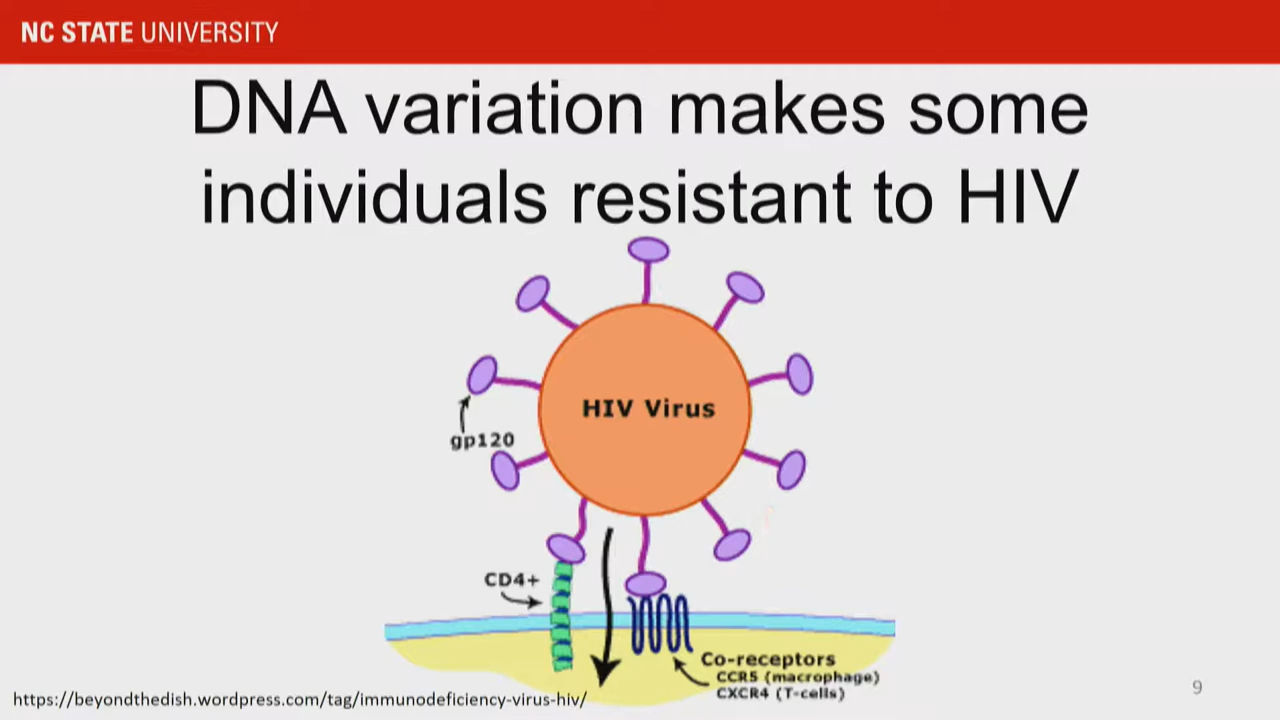 NC STATE UNIVERSITY
DNA variation makes some
individuals resistant to HIV
HIV Virus
gp120
CD4+
Co-receptors
CCR5 (macrophage)
CXCR4 (T-cells)
https://beyondthedish.wordpress.com/tag/immunodeficiency-virus-hiv/
9